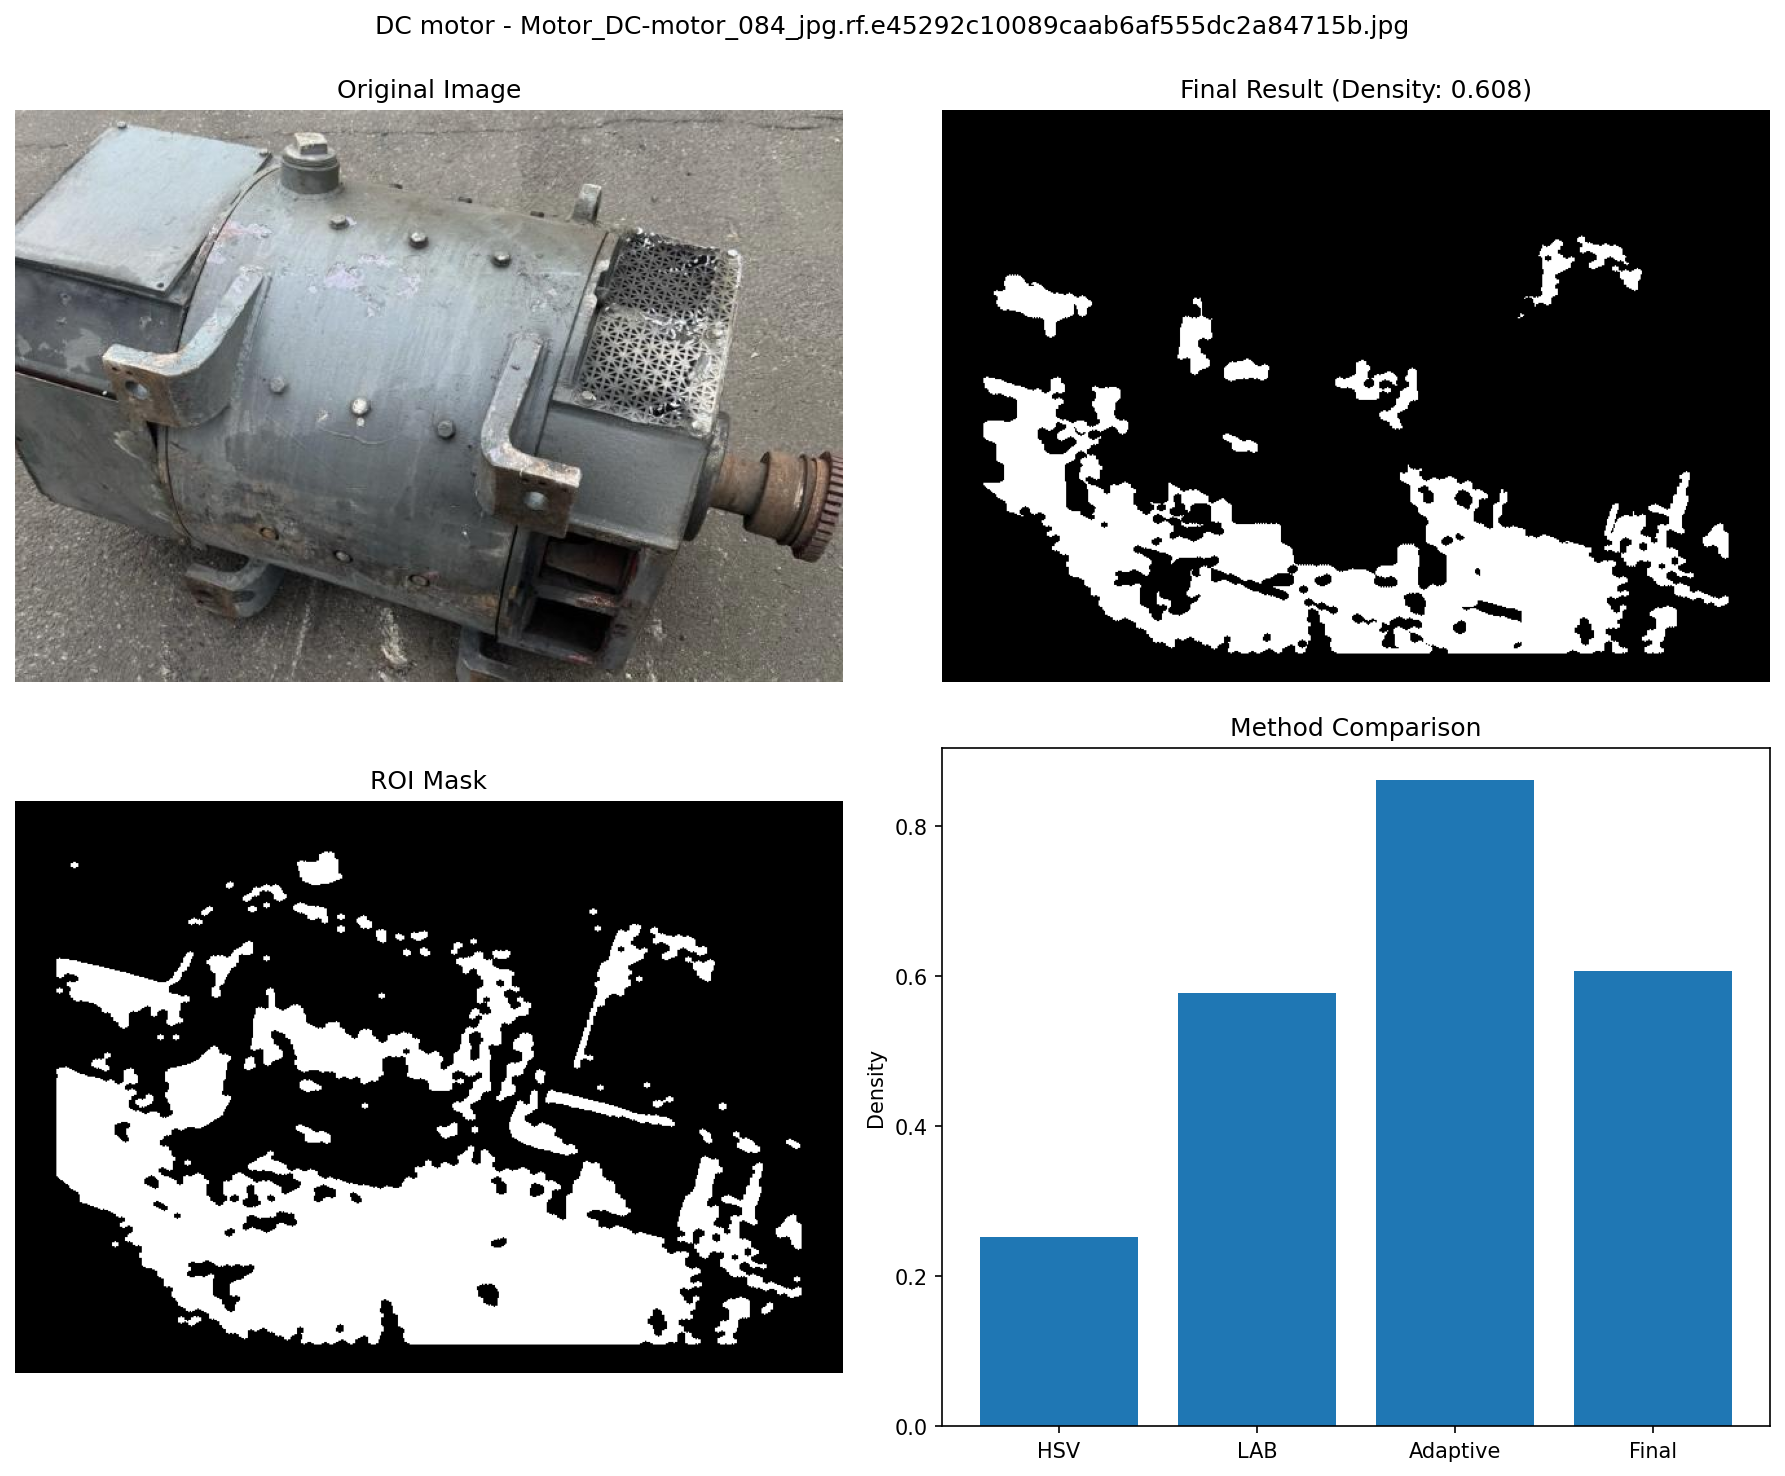 DC motor - Motor_DC-motor_084_jpg.rf.e45292c10089caab6af555dc2a84715b.jpg
Original Image
Final Result (Density: 0.608)
ROI Mask
Method Comparison
Density
0.8
0.6
0.4
0.2
0.0
HSV
LAB
Adaptive
Final